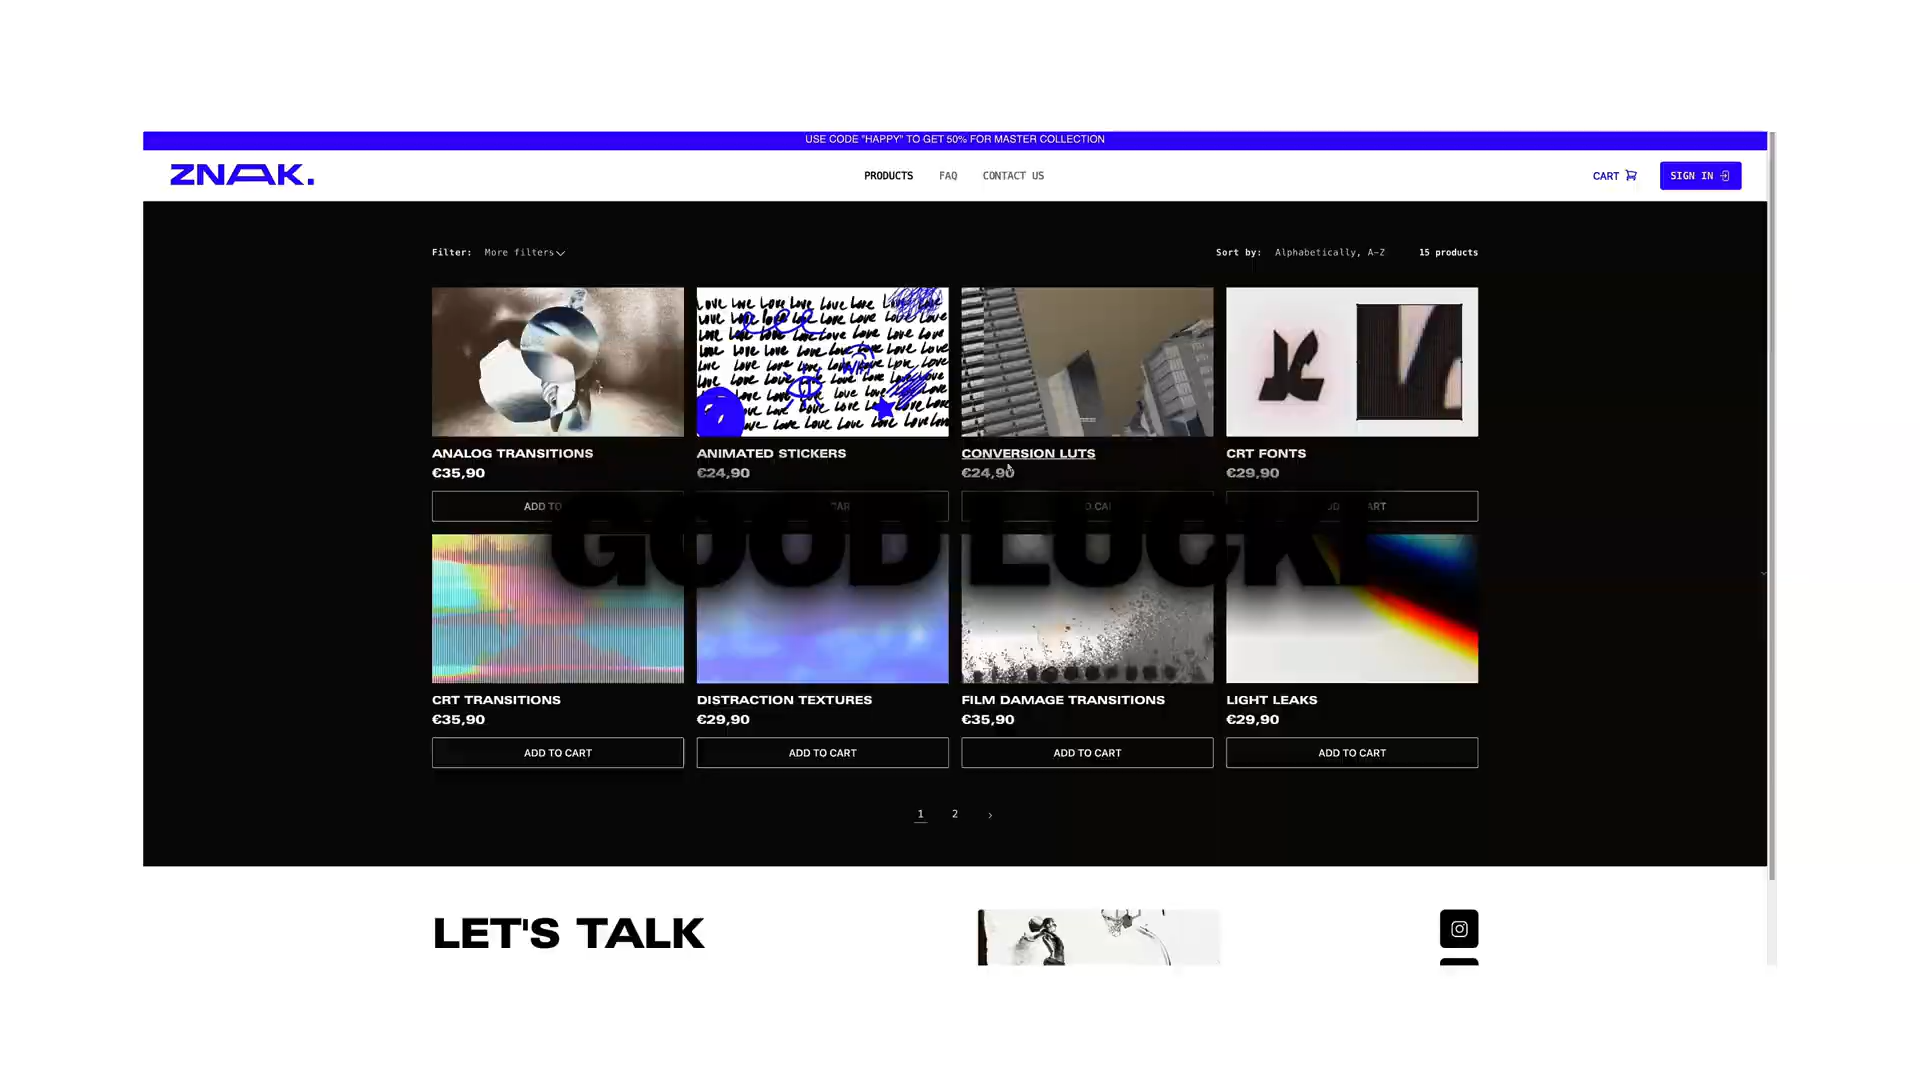 USE CODE "HAPPY" TO GET 50% FOR MASTER COLLECTION
ZNAK.
PRODUCTS FAQ CONTACT US
CART SIGN IN
Filter: More filters
Sort by: Alphabetically, A-Z 15 products
ANALOG TRANSITIONS
€35,90
ADD TO
ANIMATED STICKERS
€24,90
CAR
CONVERSION LUTS
€24,90
CRT FONTS
€29,90
CART
GOOD LUCK!
CRT TRANSITIONS
€35,90
ADD TO CART
DISTRACTION TEXTURES
€29,90
ADD TO CART
FILM DAMAGE TRANSITIONS
€35,90
ADD TO CART
LIGHT LEAKS
€29,90
ADD TO CART
1 2
LET'S TALK